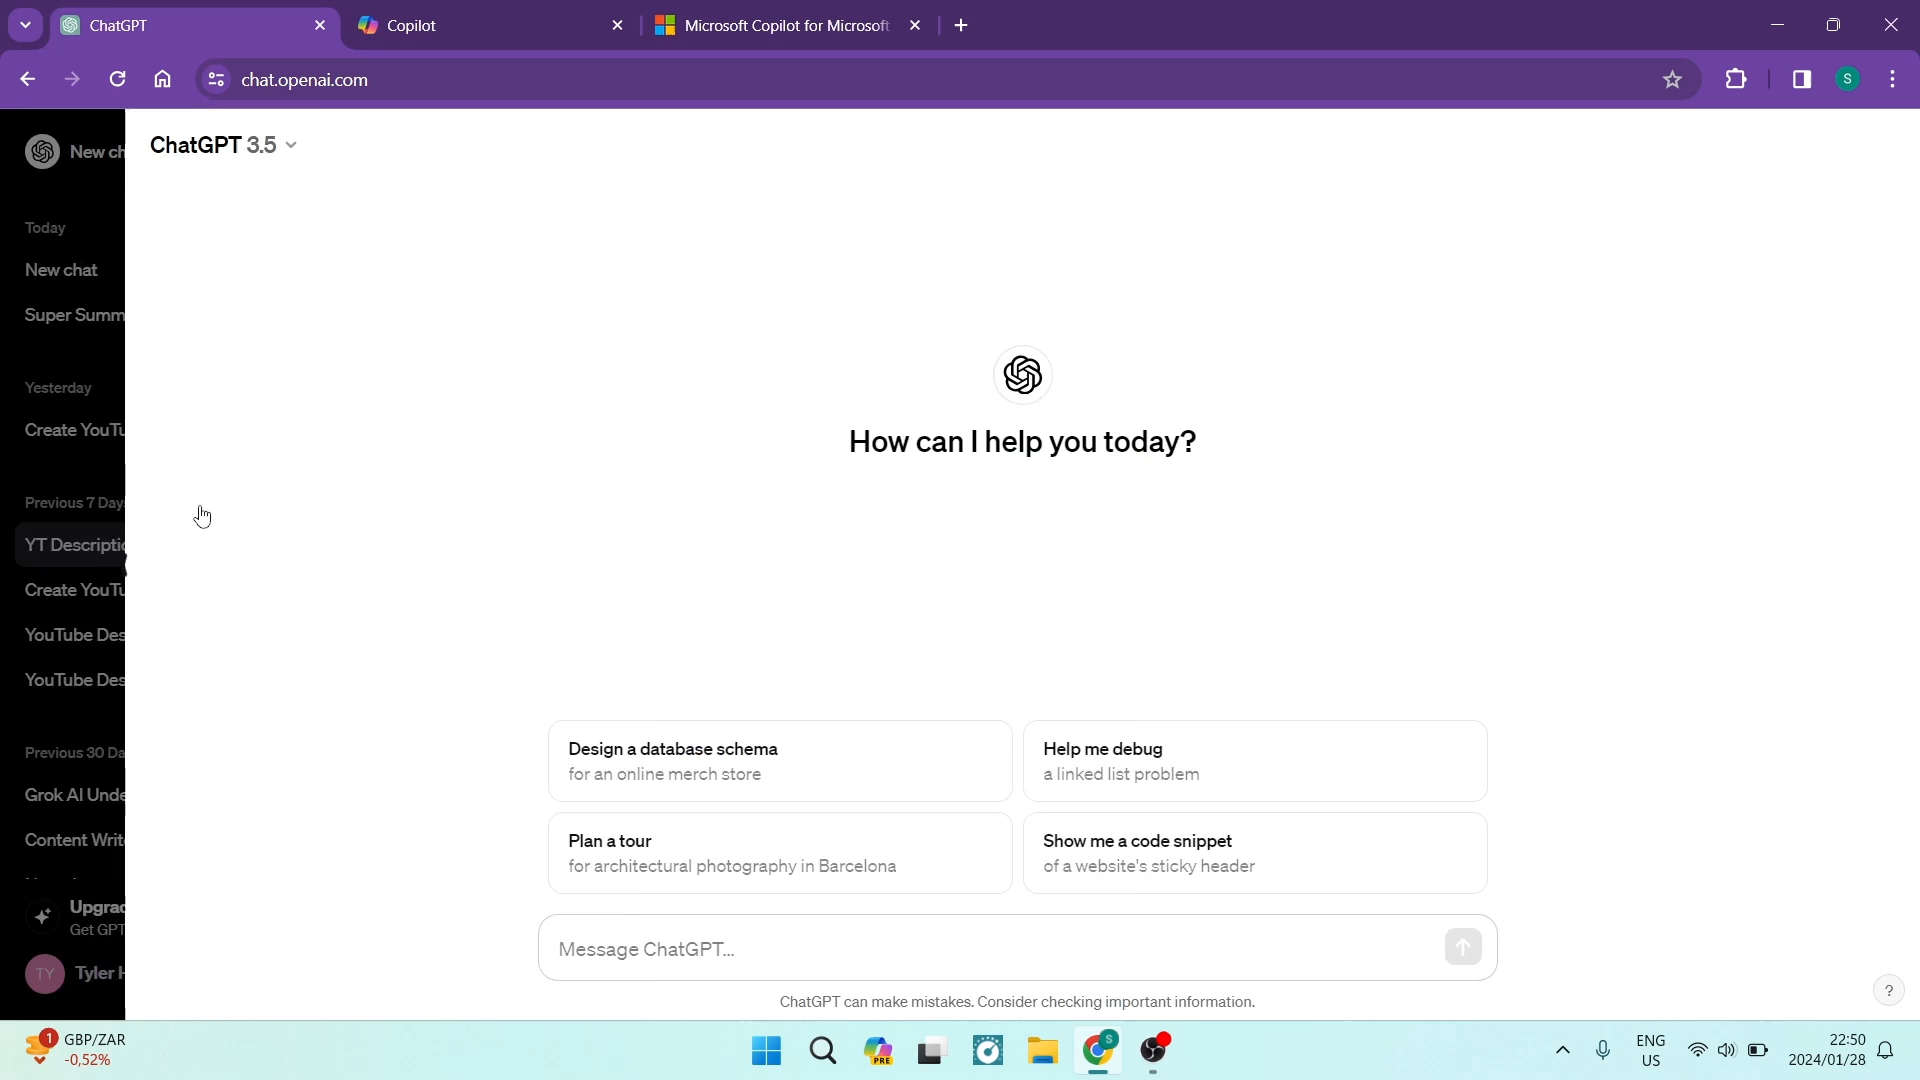 ChatGPT
Copilot
Microsoft Copilot for Microsoft
chat.openai.com
S
New ch
Today
New chat
Super Summ
Yesterday
Create YouTu
Previous 7 Days
YT Descriptio
Create YouTu
YouTube Des
YouTube Des
Previous 30 Da
Grok AI Unde
Content Writ
Upgrad
Get GPT
TY
Tyler H
ChatGPT 3.5
How can I help you today?
Design a database schema
for an online merch store
Help me debug
a linked list problem
Plan a tour
for architectural photography in Barcelona
Show me a code snippet
of a website's sticky header
Message ChatGPT...
ChatGPT can make mistakes. Consider checking important information.
?
1
GBP/ZAR
-0,52%
PRE
S
ENG
US
22:50
2024/01/28